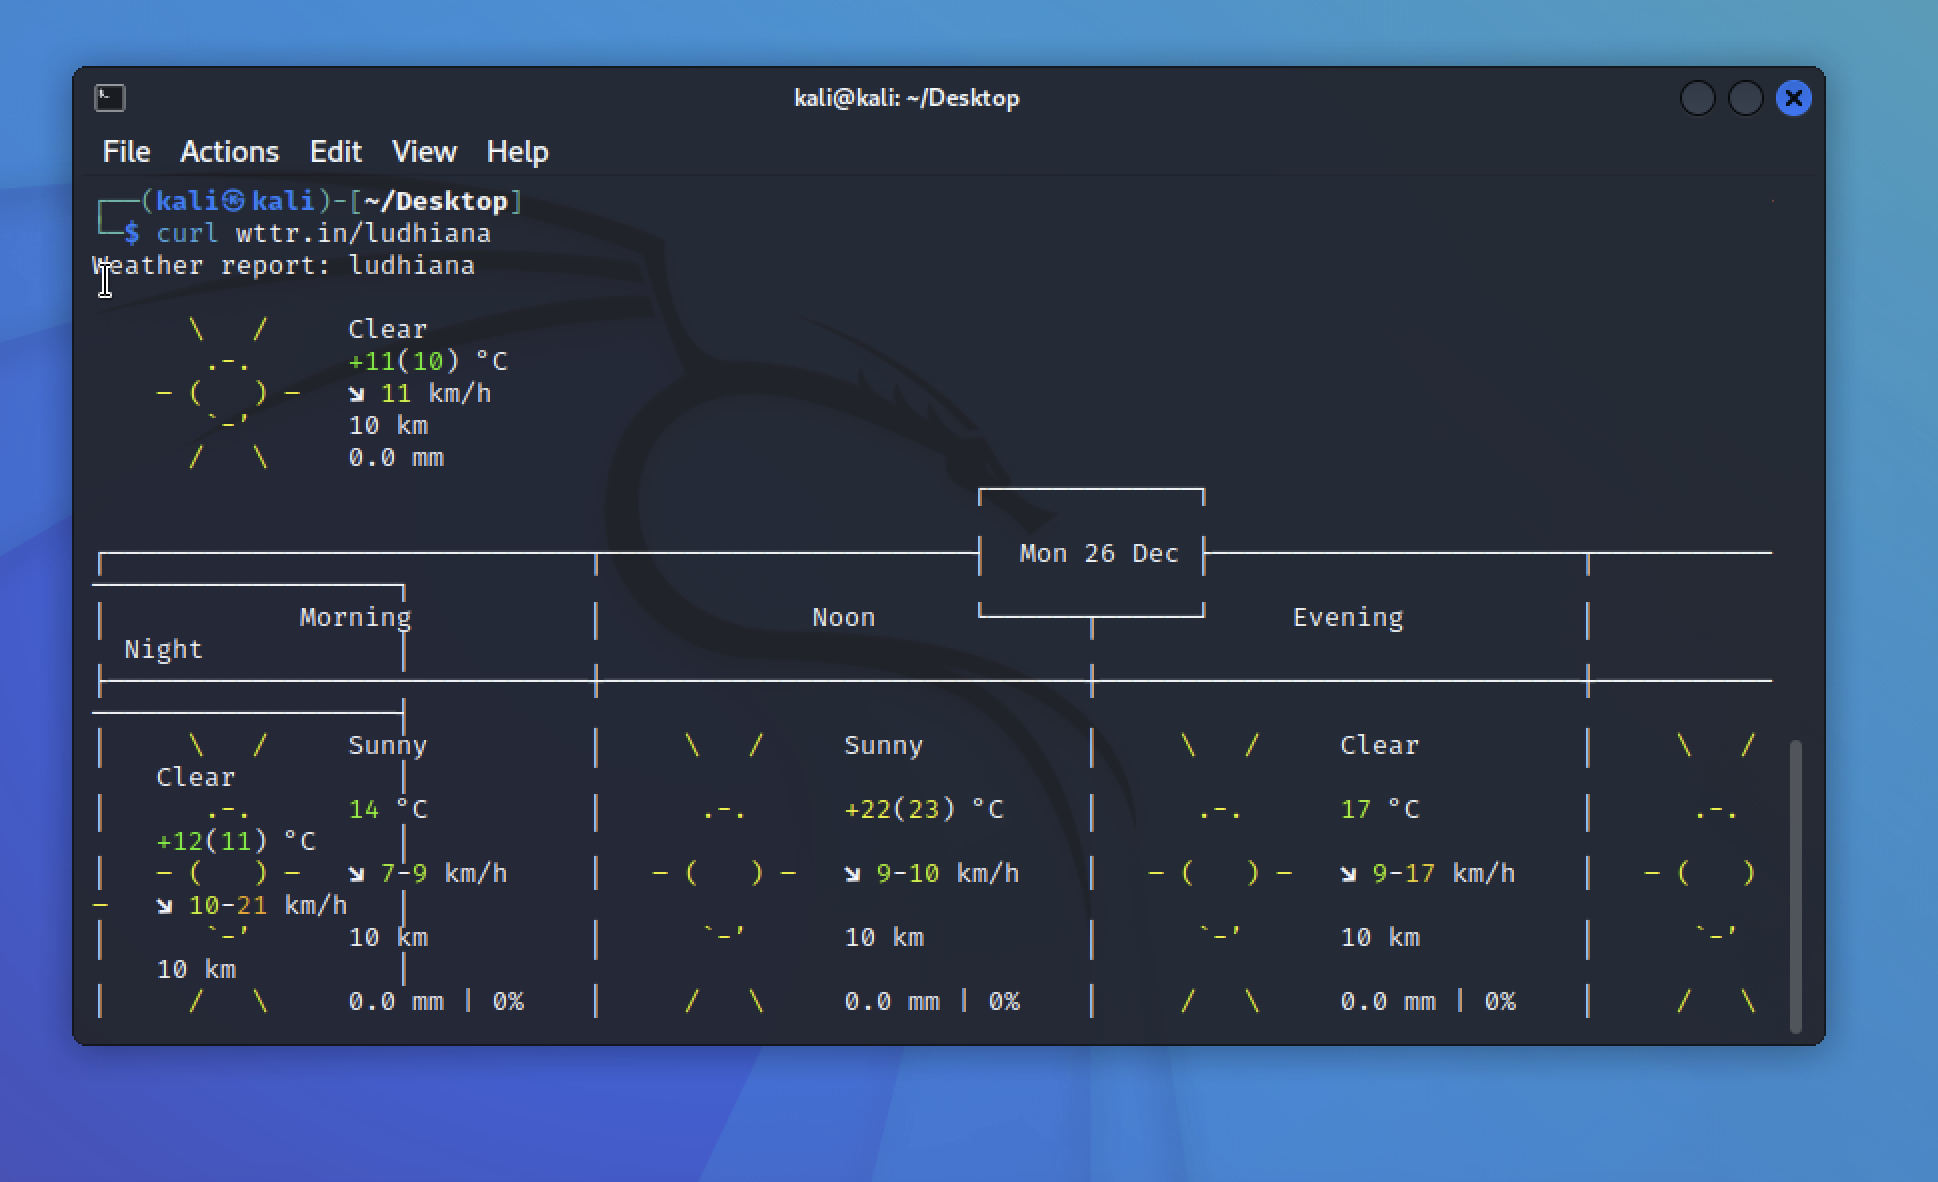 kali@kali: ~/Desktop
File Actions Edit View Help
┌──(kali㉿kali)-[~/Desktop]
└─$ curl wttr.in/ludhiana
Weather report: ludhiana
\ / Clear
.-. +11(10) °C
― ( ) ― ↘ 11 km/h
`-’ 10 km
/ \ 0.0 mm
Mon 26 Dec
│ Morning │ Noon Evening │
Night │
│ \ / Sunny │ \ / Sunny │ \ / Clear │ \ /
Clear │
│ .-. 14 °C │ .-. +22(23) °C │ .-. 17 °C │ .-.
+12(11) °C │
│ ― ( ) ― ↘ 7-9 km/h │ ― ( ) ― ↘ 9-10 km/h │ ― ( ) ― ↘ 9-17 km/h │ ― ( )
― ↘ 10-21 km/h │
│ `-’ 10 km │ `-’ 10 km │ `-’ 10 km │ `-’
10 km │
│ / \ 0.0 mm | 0% │ / \ 0.0 mm | 0% │ / \ 0.0 mm | 0% │ / \